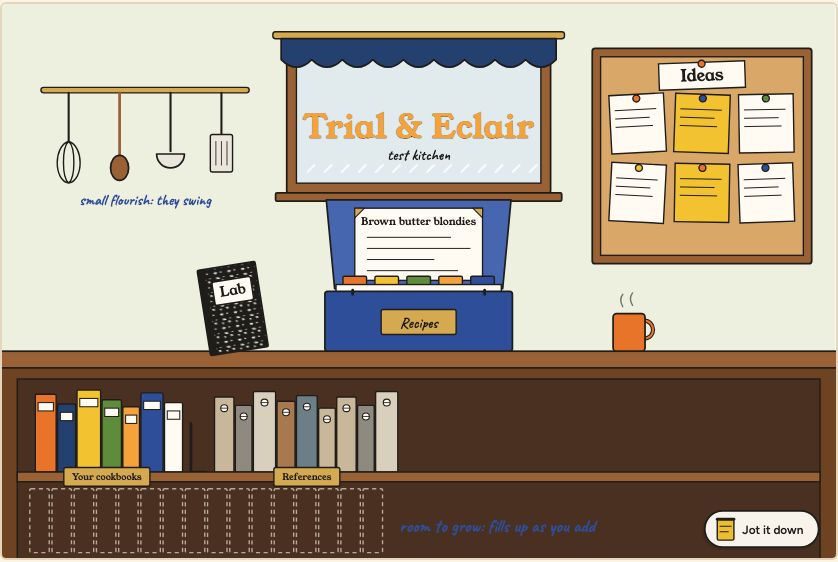 Trial & Eclair
test kitchen
Ideas
small flourish: they swing
Brown butter blondies
Lab
Recipes
Your cookbooks
References
room to grow: fills up as you add
Jot it down